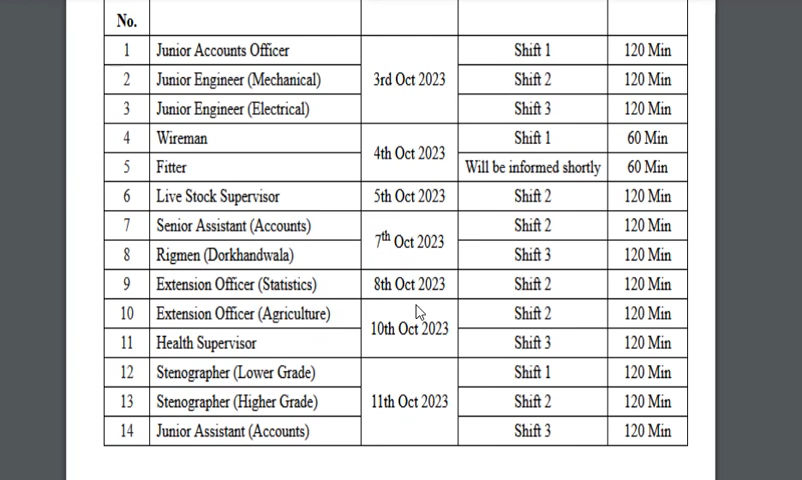 No.
1 Junior Accounts Officer 3rd Oct 2023 Shift 1 120 Min
2 Junior Engineer (Mechanical) Shift 2 120 Min
3 Junior Engineer (Electrical) Shift 3 120 Min
4 Wireman 4th Oct 2023 Shift 1 60 Min
5 Fitter Will be informed shortly 60 Min
6 Live Stock Supervisor 5th Oct 2023 Shift 2 120 Min
7 Senior Assistant (Accounts) 7th Oct 2023 Shift 2 120 Min
8 Rigmen (Dorkhandwala) Shift 3 120 Min
9 Extension Officer (Statistics) 8th Oct 2023 Shift 2 120 Min
10 Extension Officer (Agriculture) 10th Oct 2023 Shift 2 120 Min
11 Health Supervisor Shift 3 120 Min
12 Stenographer (Lower Grade) 11th Oct 2023 Shift 1 120 Min
13 Stenographer (Higher Grade) Shift 2 120 Min
14 Junior Assistant (Accounts) Shift 3 120 Min